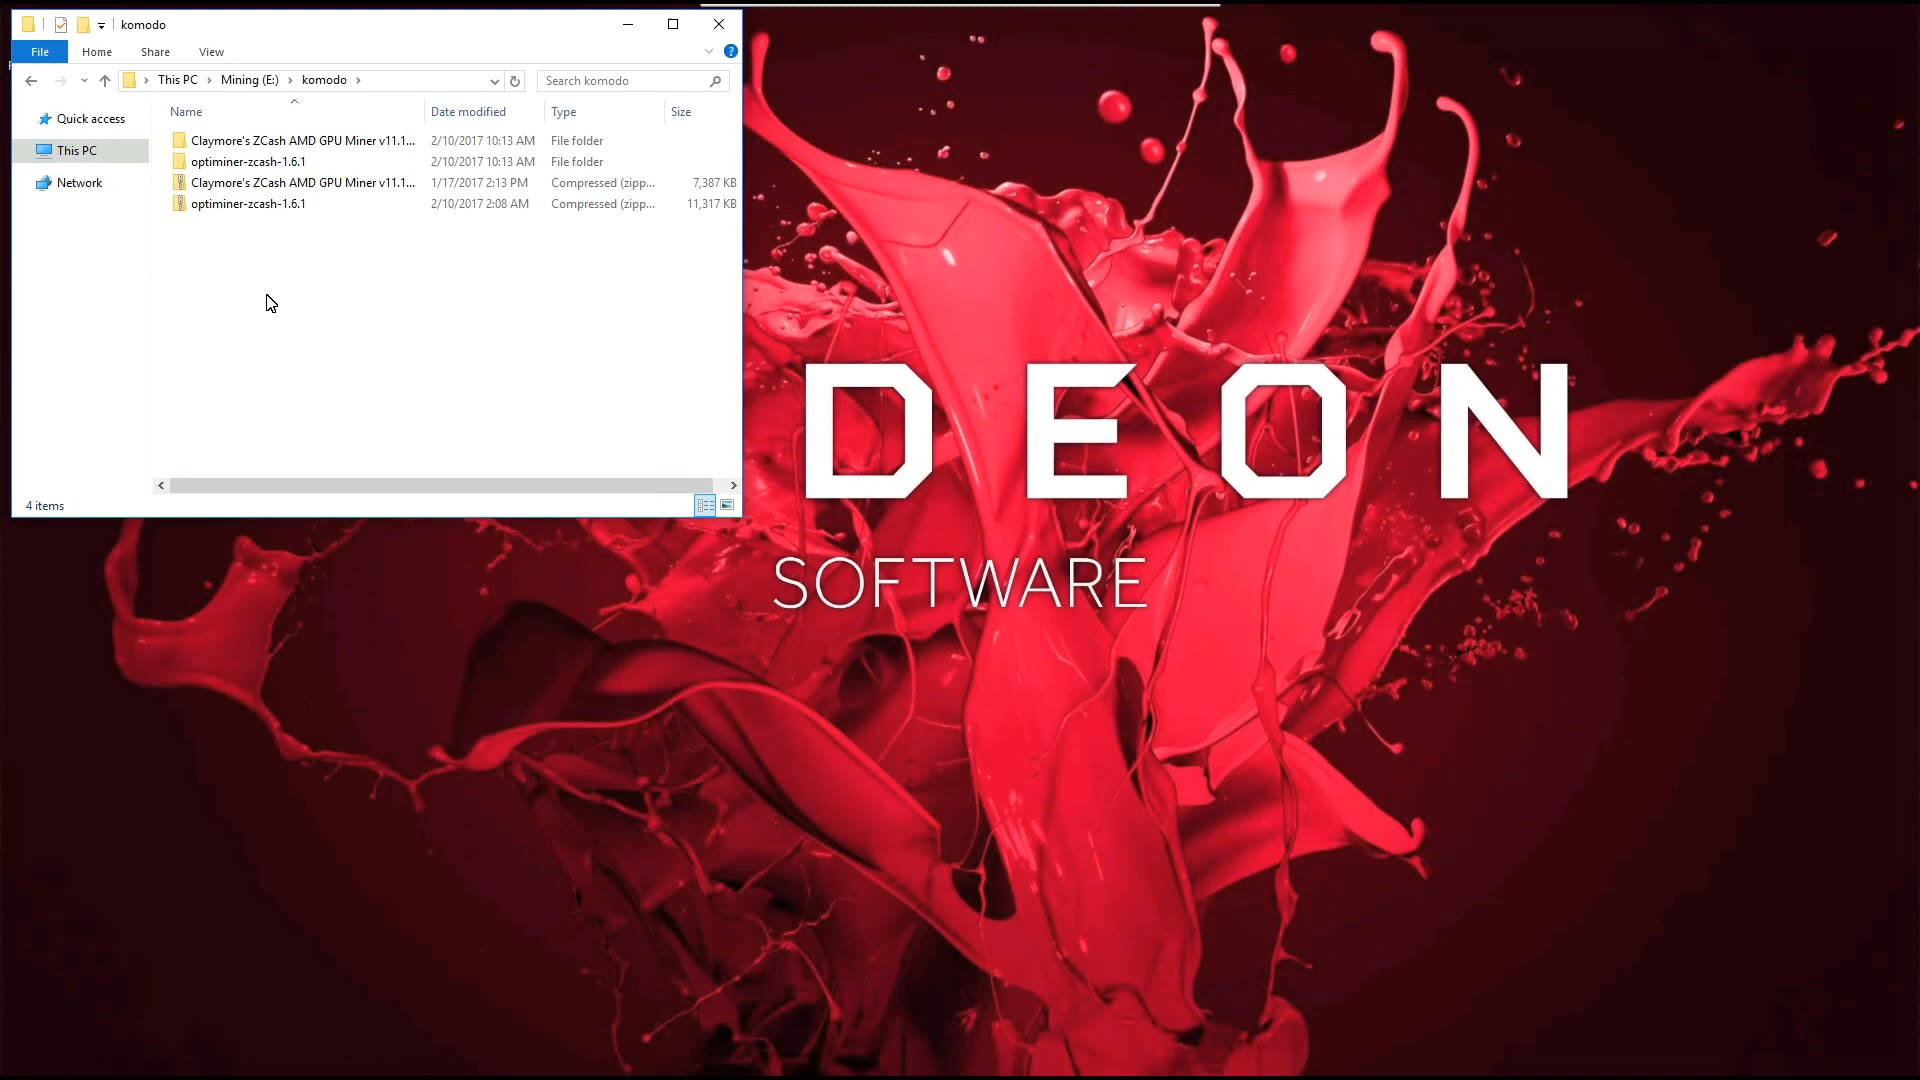 komodo
File Home Share View
This PC Mining (E:) komodo
Search komodo
Name Date modified Type Size
Quick access
This PC
Network
Claymore's ZCash AMD GPU Miner v11.1... 2/10/2017 10:13 AM File folder
optiminer-zcash-1.6.1 2/10/2017 10:13 AM File folder
Claymore's ZCash AMD GPU Miner v11.1... 1/17/2017 2:13 PM Compressed (zipp... 7,387 KB
optiminer-zcash-1.6.1 2/10/2017 2:08 AM Compressed (zipp... 11,317 KB
4 items
DEON
SOFTWARE